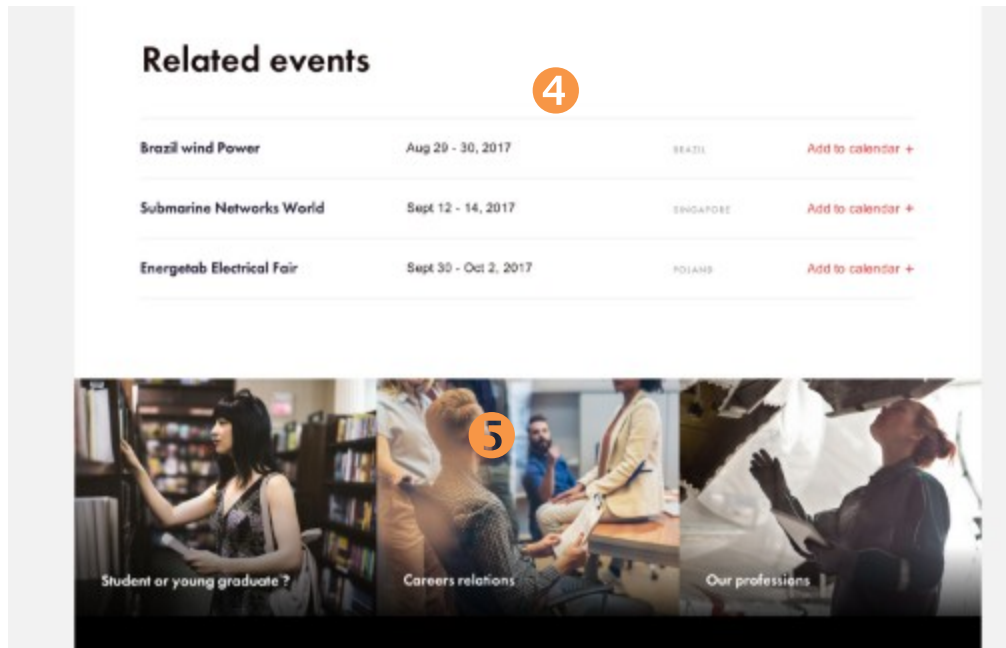 Related events
4
Brazil wind Power Aug 29 - 30, 2017 BRAZIL Add to calendar +
Submarine Networks World Sept 12 - 14, 2017 SINGAPORE Add to calendar +
Energetab Electrical Fair Sept 30 - Oct 2, 2017 POLAND Add to calendar +
5
Student or young graduate ? Careers relations Our professions